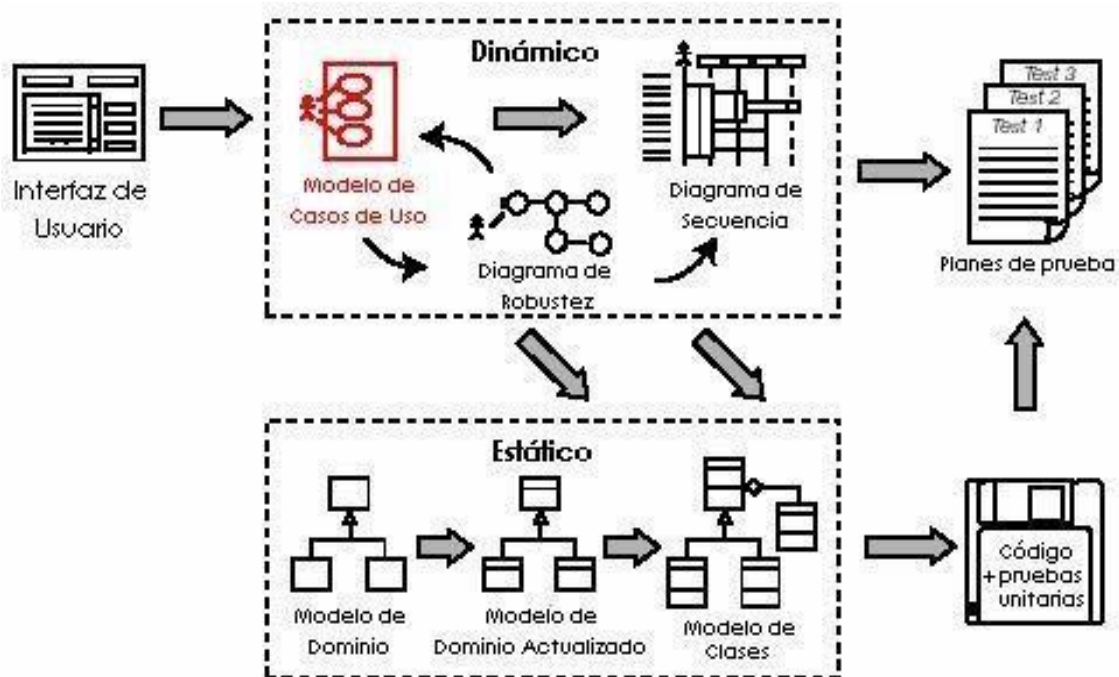 Dinámico
Interfaz de
Usuario
Modelo de
Casos de Uso
Diagrama de
Robustez
Diagrama de
Secuencia
Test 3
Test 2
Test 1
Planes de prueba
Estático
Modelo de
Dominio
Modelo de
Dominio Actualizado
Modelo de
Clases
Código
+pruebas
unitarias